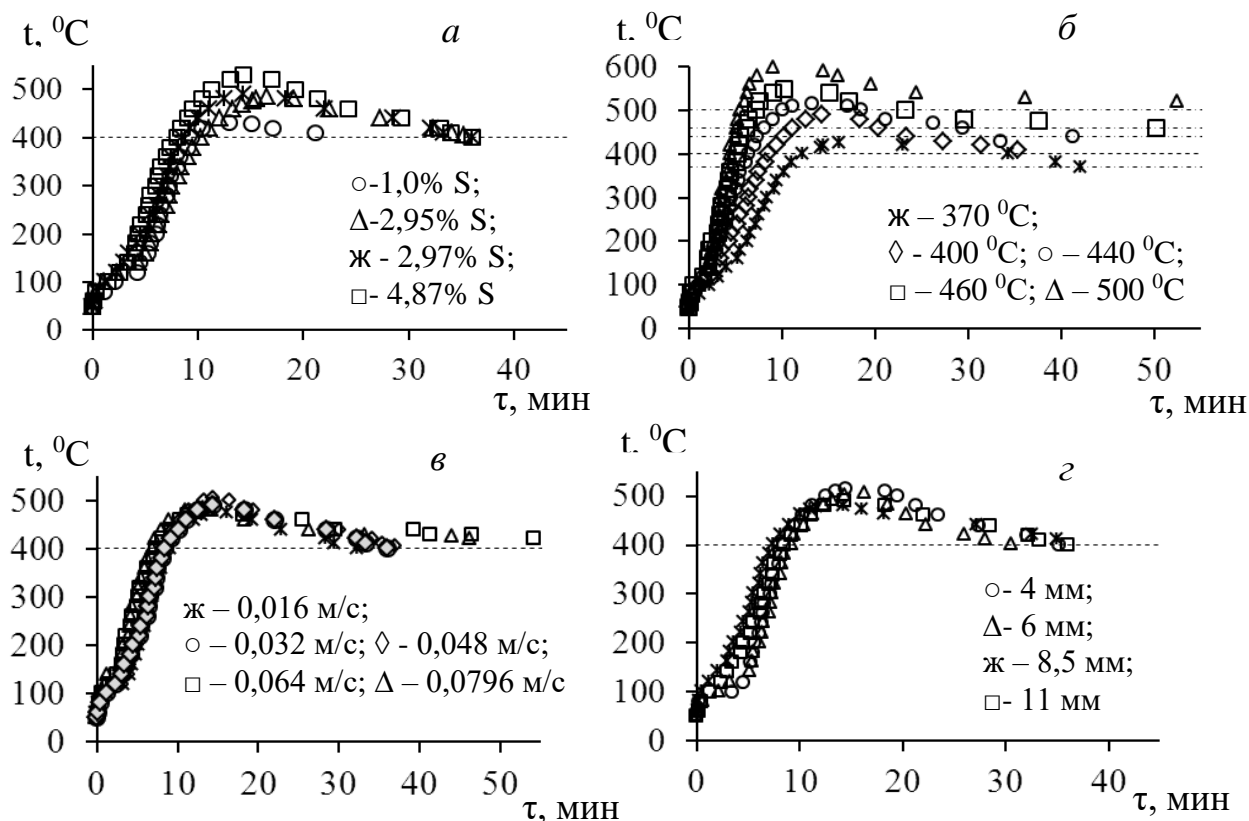 t, ⁰C
а
500
400
300
200
100
0
0 10 20 30 40
τ, мин
○-1,0% S;
Δ-2,95% S;
ж - 2,97% S;
□- 4,87% S
б
600
500
400
300
200
100
0
0 10 20 30 40 50
τ, мин
ж – 370 ⁰C;
◊ - 400 ⁰C; ○ – 440 ⁰C;
□ – 460 ⁰C; Δ – 500 ⁰C
t, ⁰C
в
500
400
300
200
100
0
0 10 20 30 40 50
τ, мин
ж – 0,016 м/с;
○ – 0,032 м/с; ◊ - 0,048 м/с;
□ – 0,064 м/с; Δ – 0,0796 м/с
t, ⁰C
г
500
400
300
200
100
0
0 10 20 30 40
τ, мин
○- 4 мм;
Δ- 6 мм;
ж – 8,5 мм;
□- 11 мм
t, ⁰C